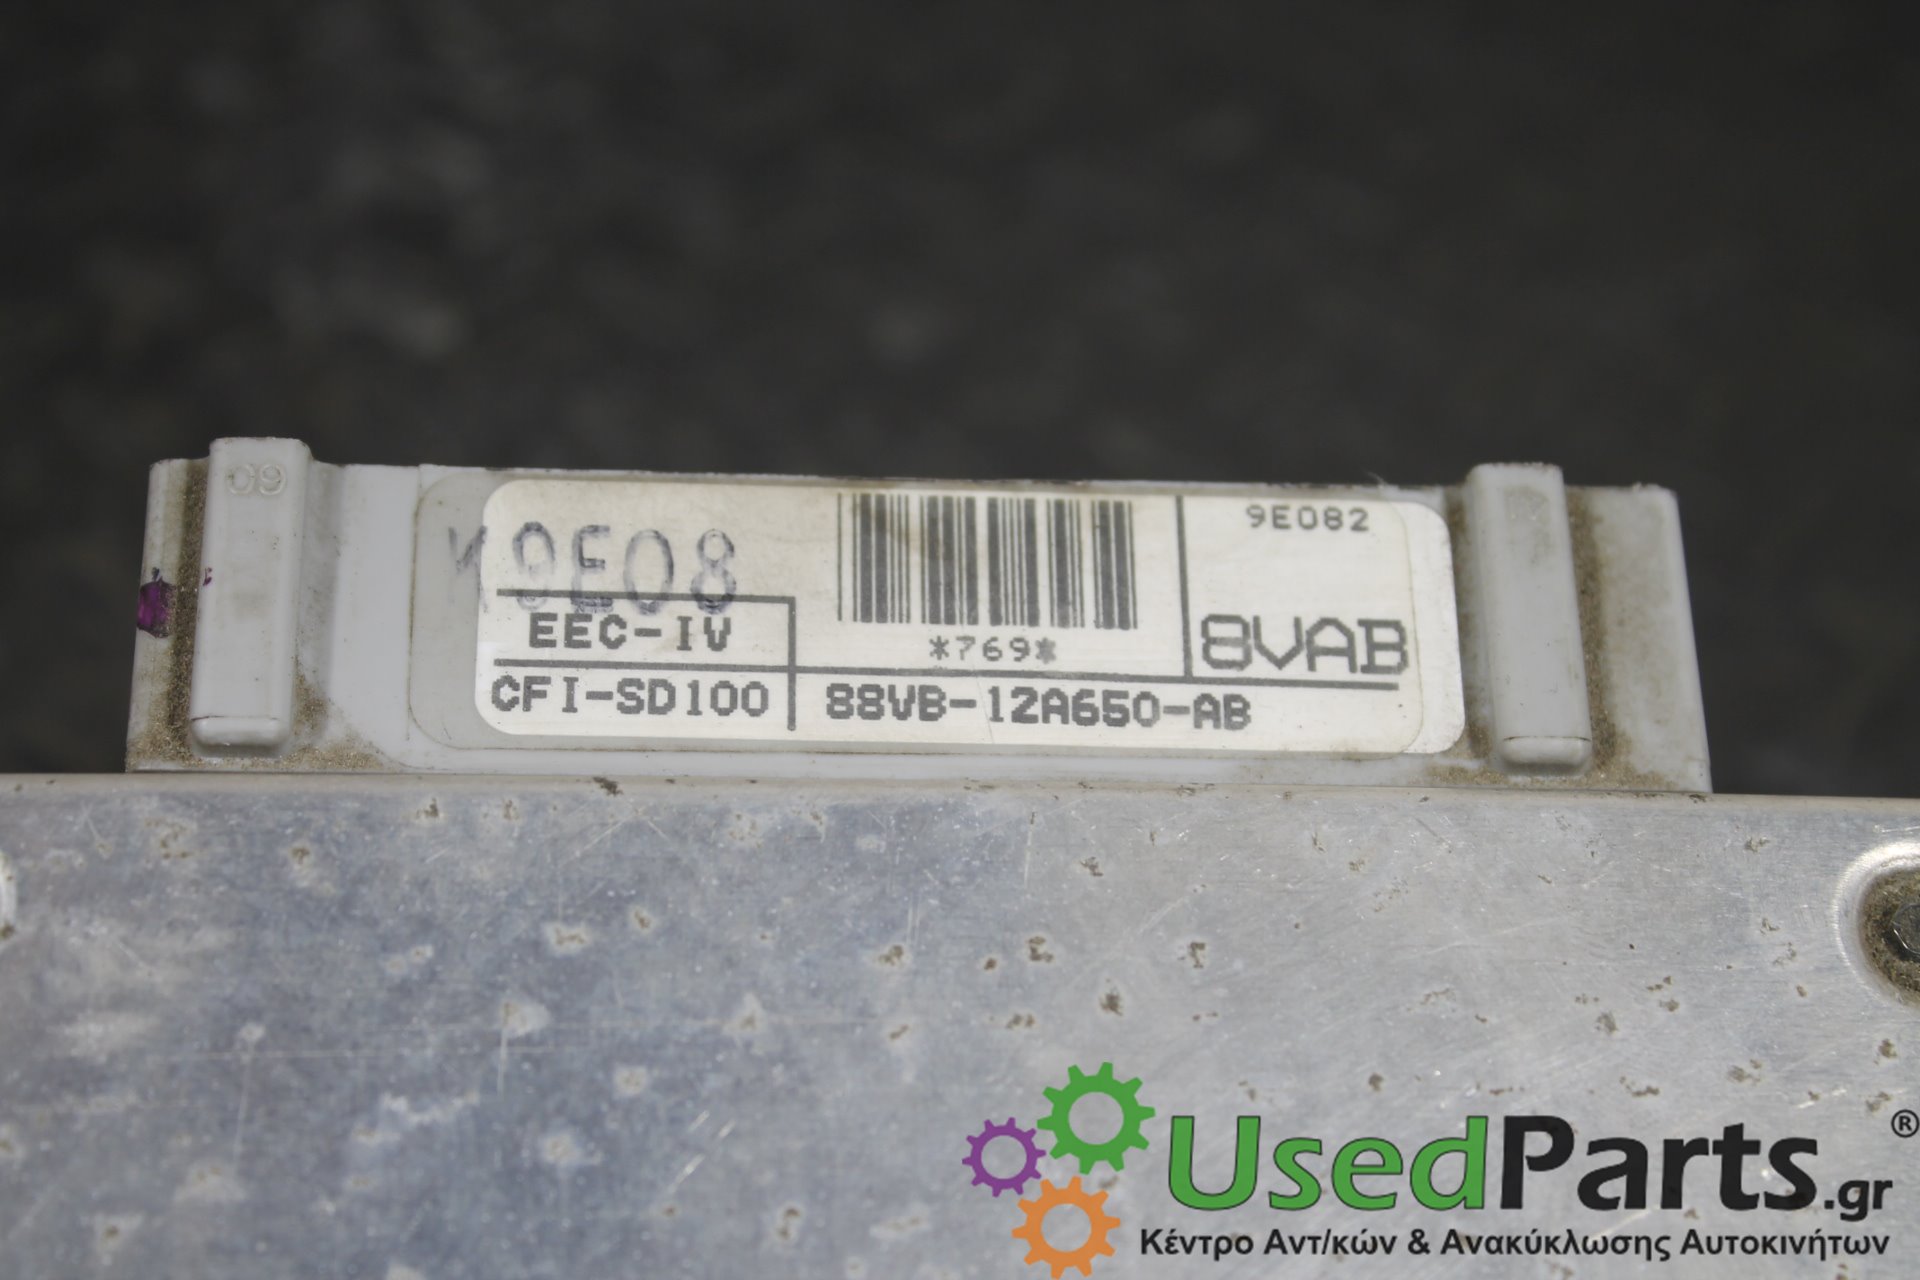 09
K9E08
EEC-IV
CFI-SD100
*769*
88VB-12A650-AB
9E082
8VAB
UsedParts.gr®
Κέντρο Αντ/κών & Ανακύκλωσης Αυτοκινήτων